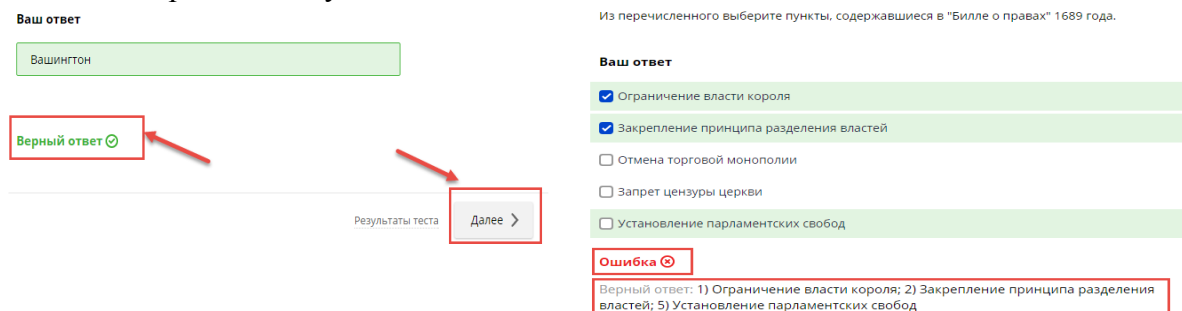 Ваш ответ
Вашингтон
Верный ответ
Результаты теста
Далее
Из перечисленного выберите пункты, содержавшиеся в "Билле о правах" 1689 года.
Ваш ответ
Ограничение власти короля
Закрепление принципа разделения властей
Отмена торговой монополии
Запрет цензуры церкви
Установление парламентских свобод
Ошибка
Верный ответ: 1) Ограничение власти короля; 2) Закрепление принципа разделения
властей; 5) Установление парламентских свобод